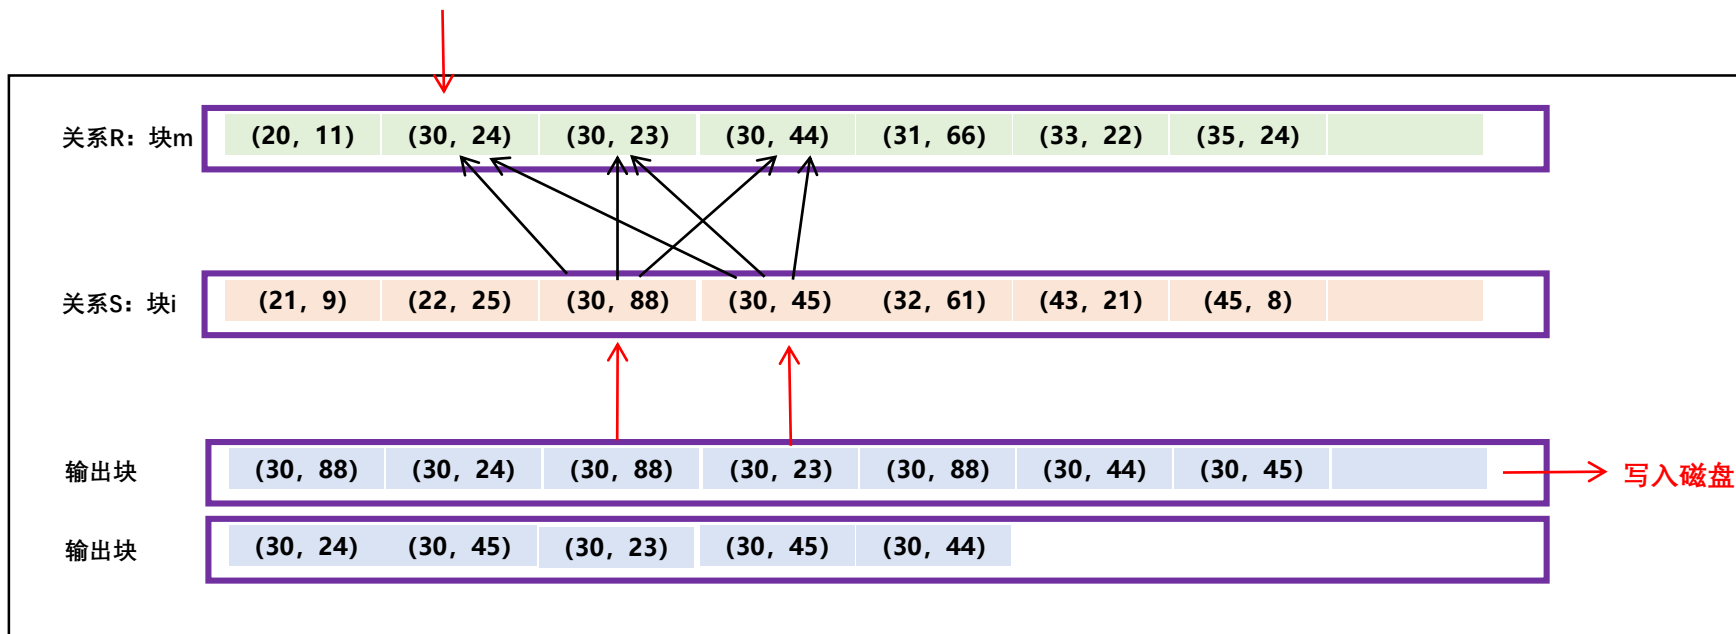 关系R：块m (20，11) (30，24) (30，23) (30，44) (31，66) (33，22) (35，24)
关系S：块i (21，9) (22，25) (30，88) (30，45) (32，61) (43，21) (45，8)
输出块 (30，88) (30，24) (30，88) (30，23) (30，88) (30，44) (30，45) 写入磁盘
输出块 (30，24) (30，45) (30，23) (30，45) (30，44)